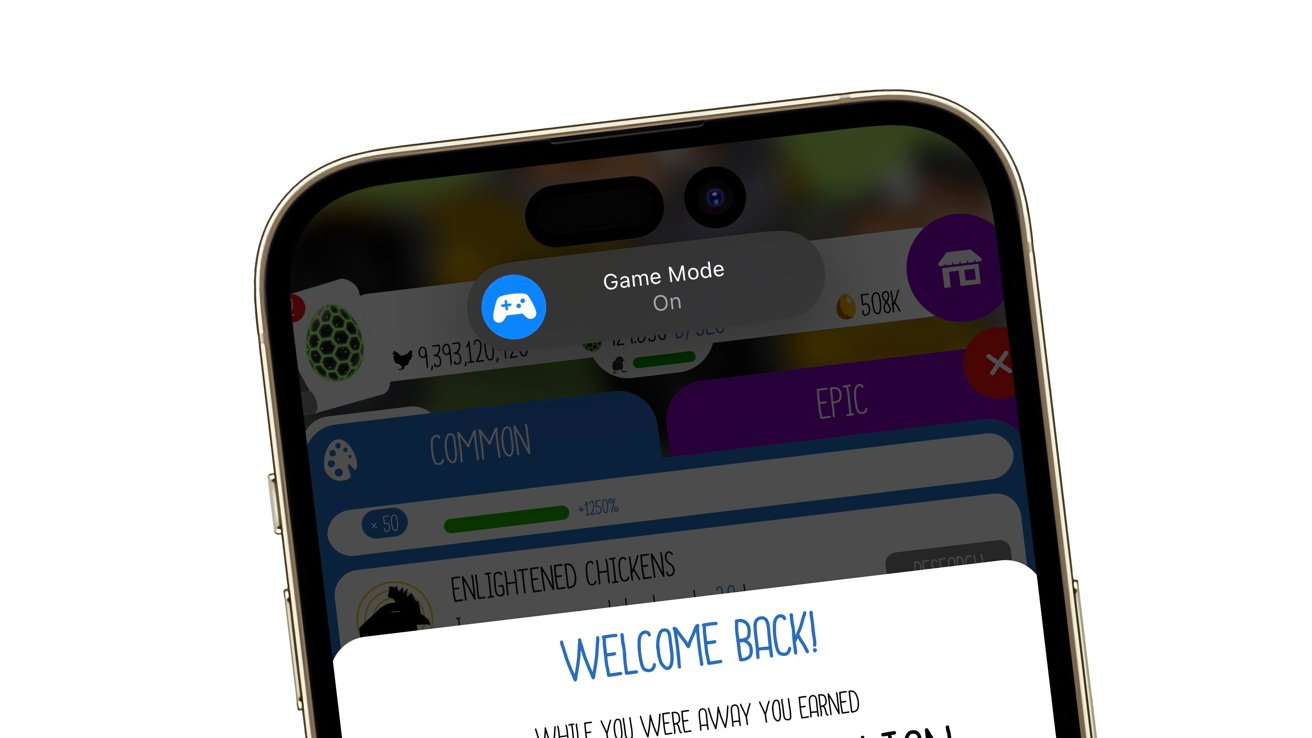 Game Mode
On
508K
9,393,120,
EPIC
COMMON
× 50
+1250%
ENLIGHTENED CHICKENS
RESEARCH
WELCOME BACK!
WHILE YOU WERE AWAY YOU EARNED